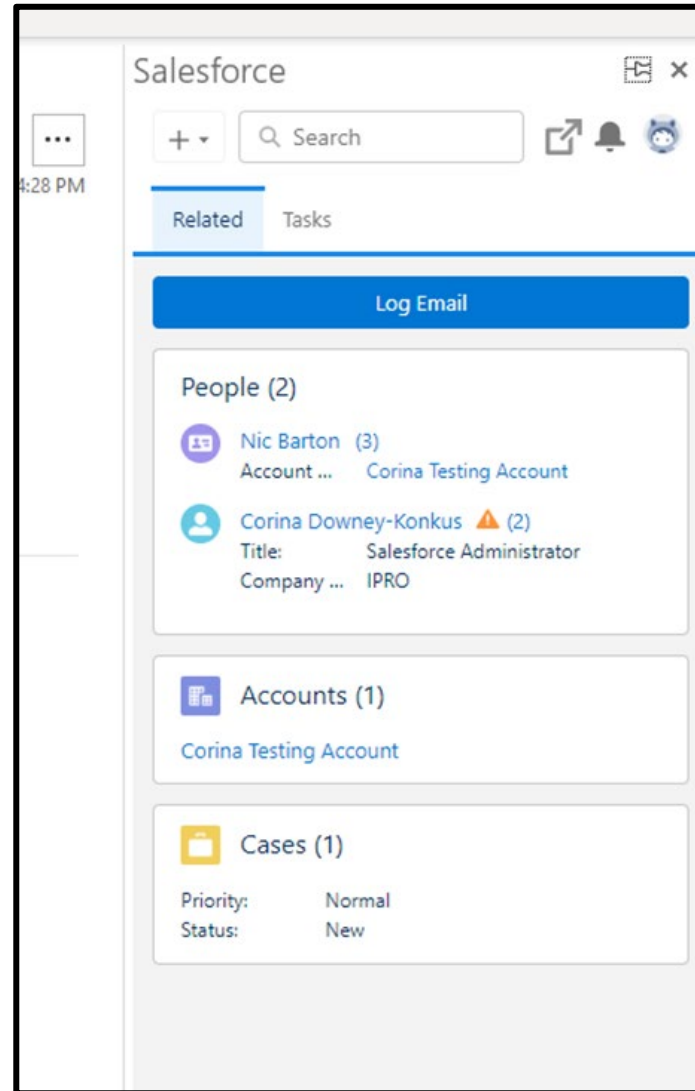 Salesforce
Search
4:28 PM
Related Tasks
Log Email
People (2)
Nic Barton (3)
Account ... Corina Testing Account
Corina Downey-Konkus (2)
Title: Salesforce Administrator
Company ... IPRO
Accounts (1)
Corina Testing Account
Cases (1)
Priority: Normal
Status: New